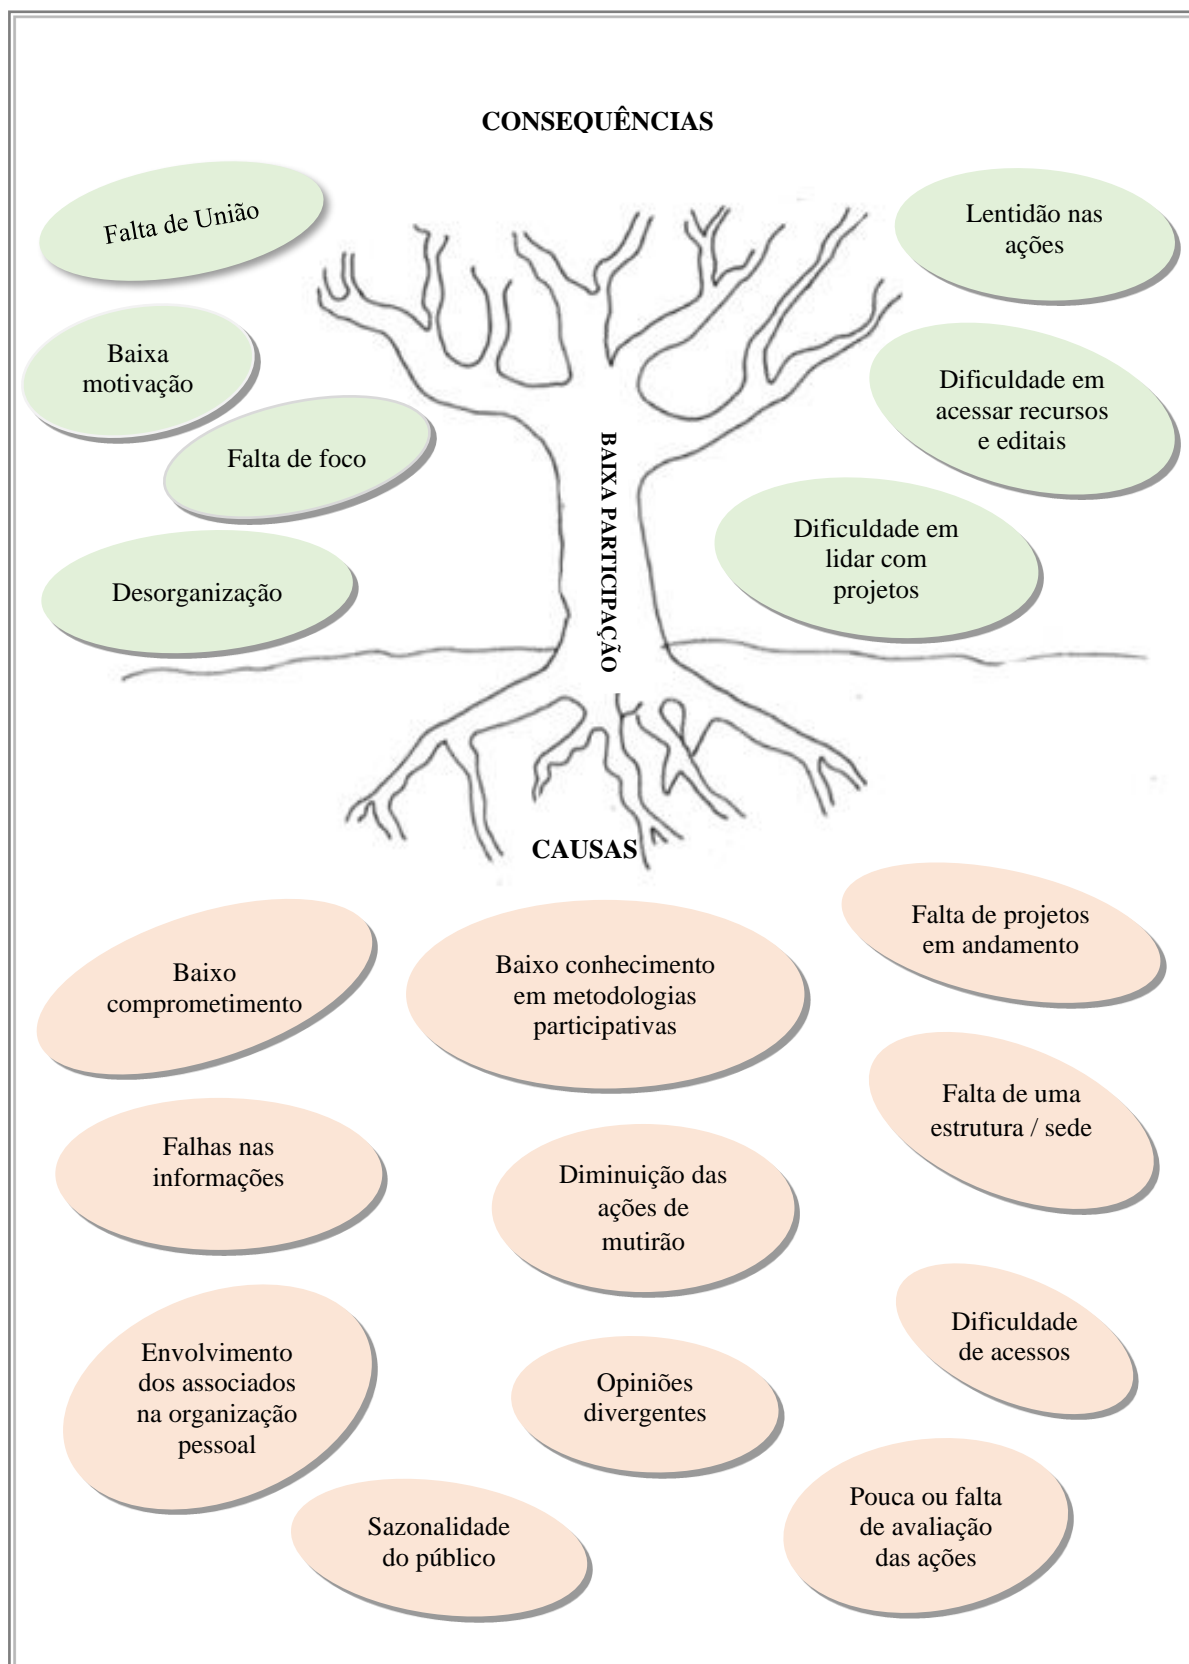 CONSEQUÊNCIAS
Falta de União
Lentidão nas
ações
Baixa
motivação
Dificuldade em
acessar recursos
e editais
Falta de foco
BAIXA PARTICIPAÇÃO
Dificuldade em
lidar com
projetos
Desorganização
CAUSAS
Falta de projetos
em andamento
Baixo
comprometimento
Baixo conhecimento
em metodologias
participativas
Falta de uma
estrutura / sede
Falhas nas
informações
Diminuição das
ações de
mutirão
Dificuldade
de acessos
Envolvimento
dos associados
na organização
pessoal
Opiniões
divergentes
Pouca ou falta
de avaliação
das ações
Sazonalidade
do público